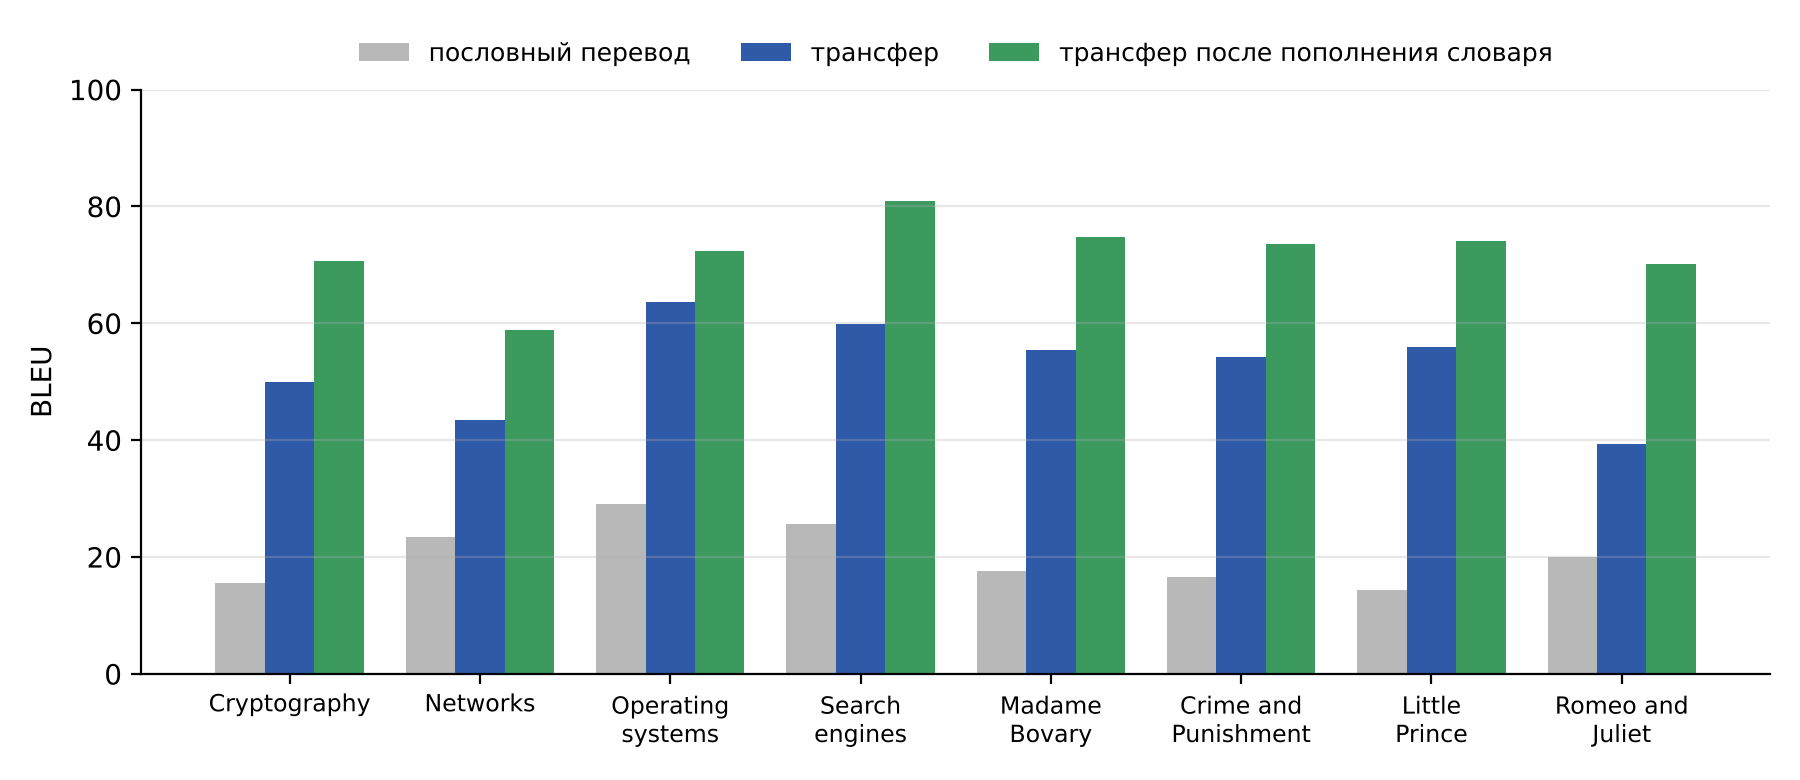 пословный перевод
трансфер
трансфер после пополнения словаря
100
80
60
40
20
0
BLEU
Cryptography
Networks
Operating
systems
Search
engines
Madame
Bovary
Crime and
Punishment
Little
Prince
Romeo and
Juliet